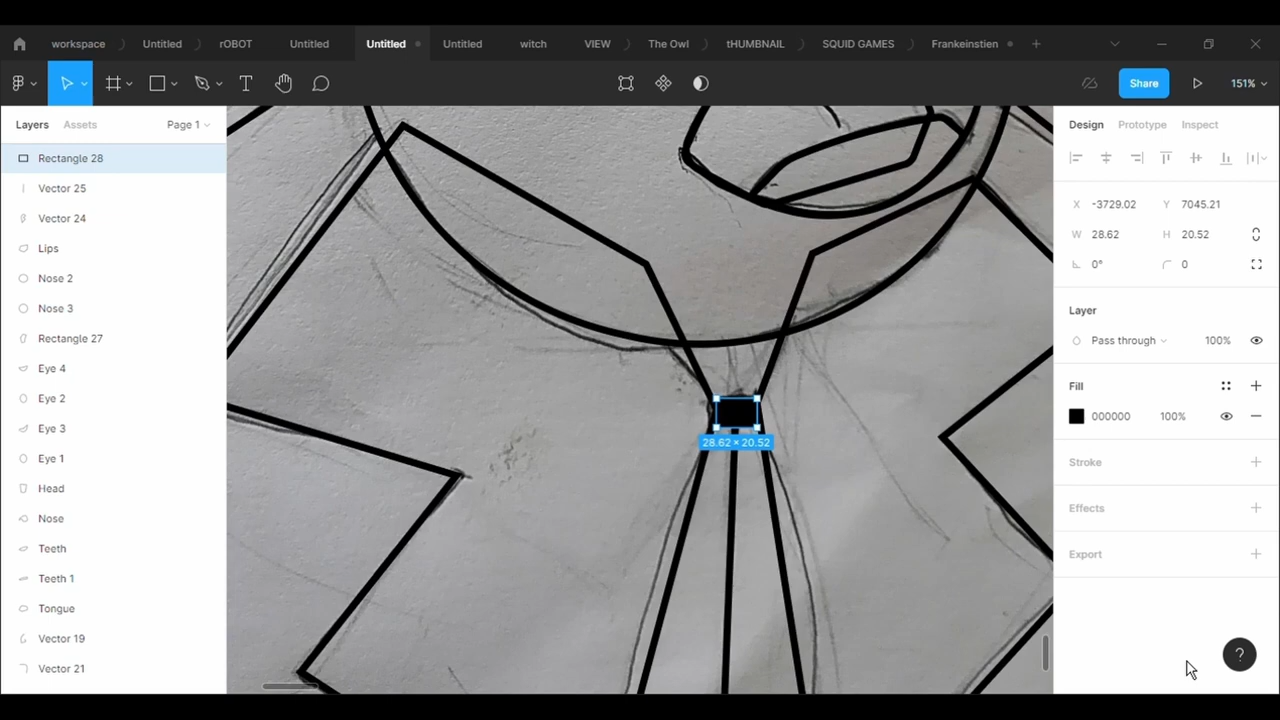 workspace
Untitled
rOBOT
Untitled
Untitled
Untitled
witch
VIEW
The Owl
tHUMBNAIL
SQUID GAMES
Frankeinstien
T
Share
151%
Layers
Assets
Page 1
Design
Prototype
Inspect
Rectangle 28
Vector 25
Vector 24
Lips
Nose 2
Nose 3
Rectangle 27
Eye 4
Eye 2
Eye 3
Eye 1
Head
Nose
Teeth
Teeth 1
Tongue
Vector 19
Vector 21
28.62 × 20.52
X -3729.02 Y 7045.21
W 28.62 H 20.52
0° 0
Layer
Pass through 100%
Fill
000000 100%
Stroke
Effects
Export
?